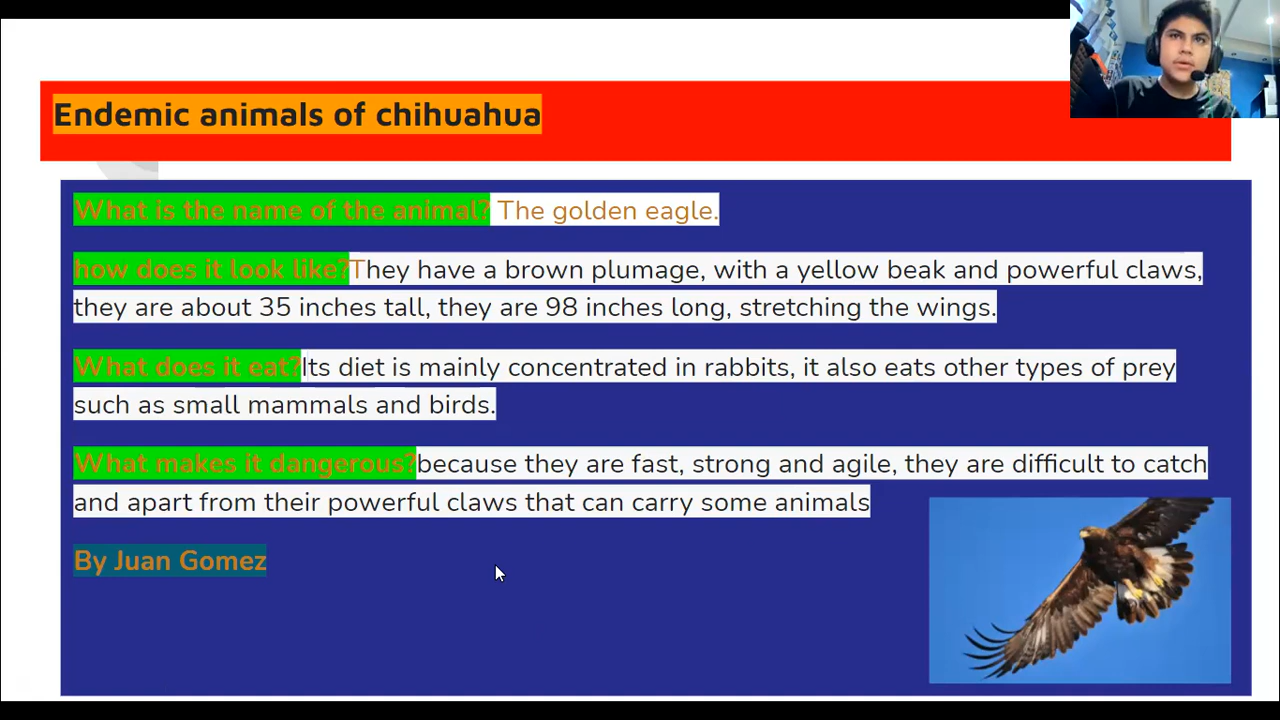 Endemic animals of chihuahua
What is the name of the animal? The golden eagle.
how does it look like?They have a brown plumage, with a yellow beak and powerful claws,
they are about 35 inches tall, they are 98 inches long, stretching the wings.
What does it eat?Its diet is mainly concentrated in rabbits, it also eats other types of prey
such as small mammals and birds.
What makes it dangerous?because they are fast, strong and agile, they are difficult to catch
and apart from their powerful claws that can carry some animals
By Juan Gomez